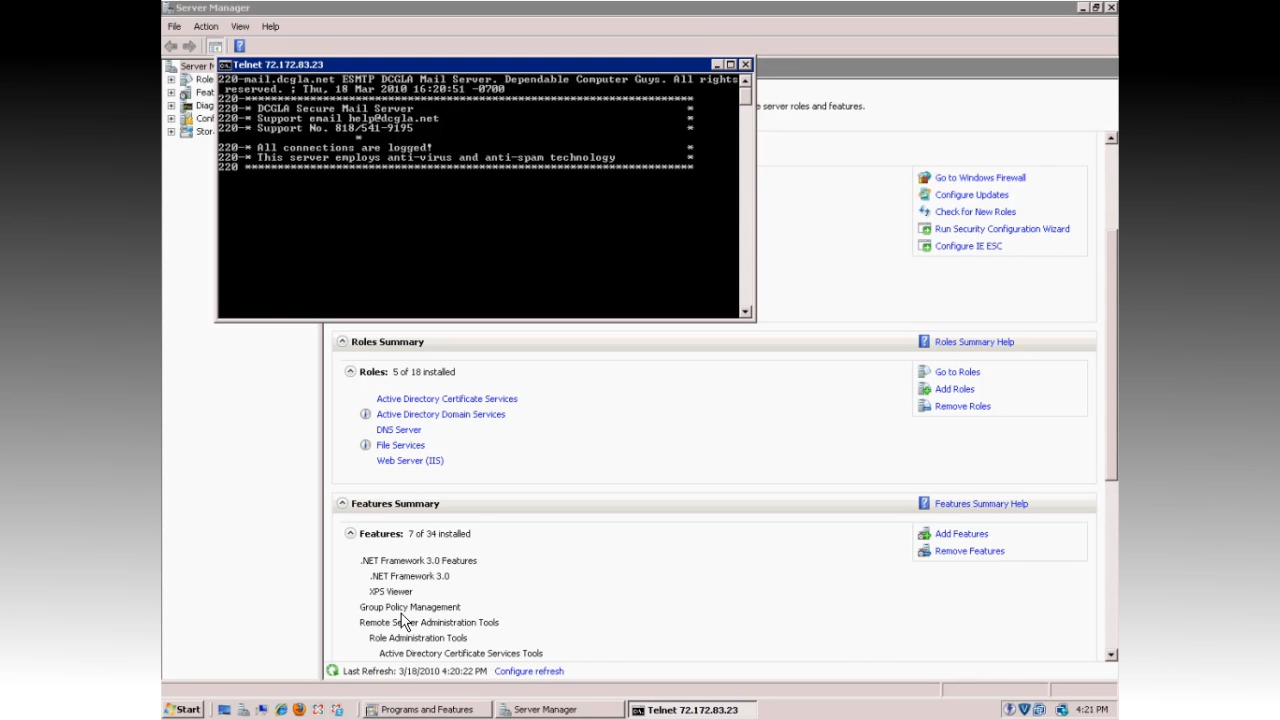 Server Manager
File Action View Help
Telnet 72.172.83.23
220-mail.dcgla.net ESMTP DCGLA Mail Server. Dependable Computer Guys. All rights
reserved. ; Thu, 18 Mar 2010 16:20:51 -0700
220-*********************************************************************
220-* DCGLA Secure Mail Server *
220-* Support email help@dcgla.net *
220-* Support No. 818/541-9195 *
*
220-* All connections are logged! *
220-* This server employs anti-virus and anti-spam technology *
220 *********************************************************************
Server M
Role
Feat
Diag
Conf
Stor
e server roles and features.
Go to Windows Firewall
Configure Updates
Check for New Roles
Run Security Configuration Wizard
Configure IE ESC
Roles Summary
Roles Summary Help
Roles: 5 of 18 installed
Go to Roles
Add Roles
Remove Roles
Active Directory Certificate Services
Active Directory Domain Services
DNS Server
File Services
Web Server (IIS)
Features Summary
Features Summary Help
Features: 7 of 34 installed
Add Features
Remove Features
.NET Framework 3.0 Features
.NET Framework 3.0
XPS Viewer
Group Policy Management
Remote Server Administration Tools
Role Administration Tools
Active Directory Certificate Services Tools
Last Refresh: 3/18/2010 4:20:22 PM Configure refresh
Start Programs and Features Server Manager Telnet 72.172.83.23 4:21 PM